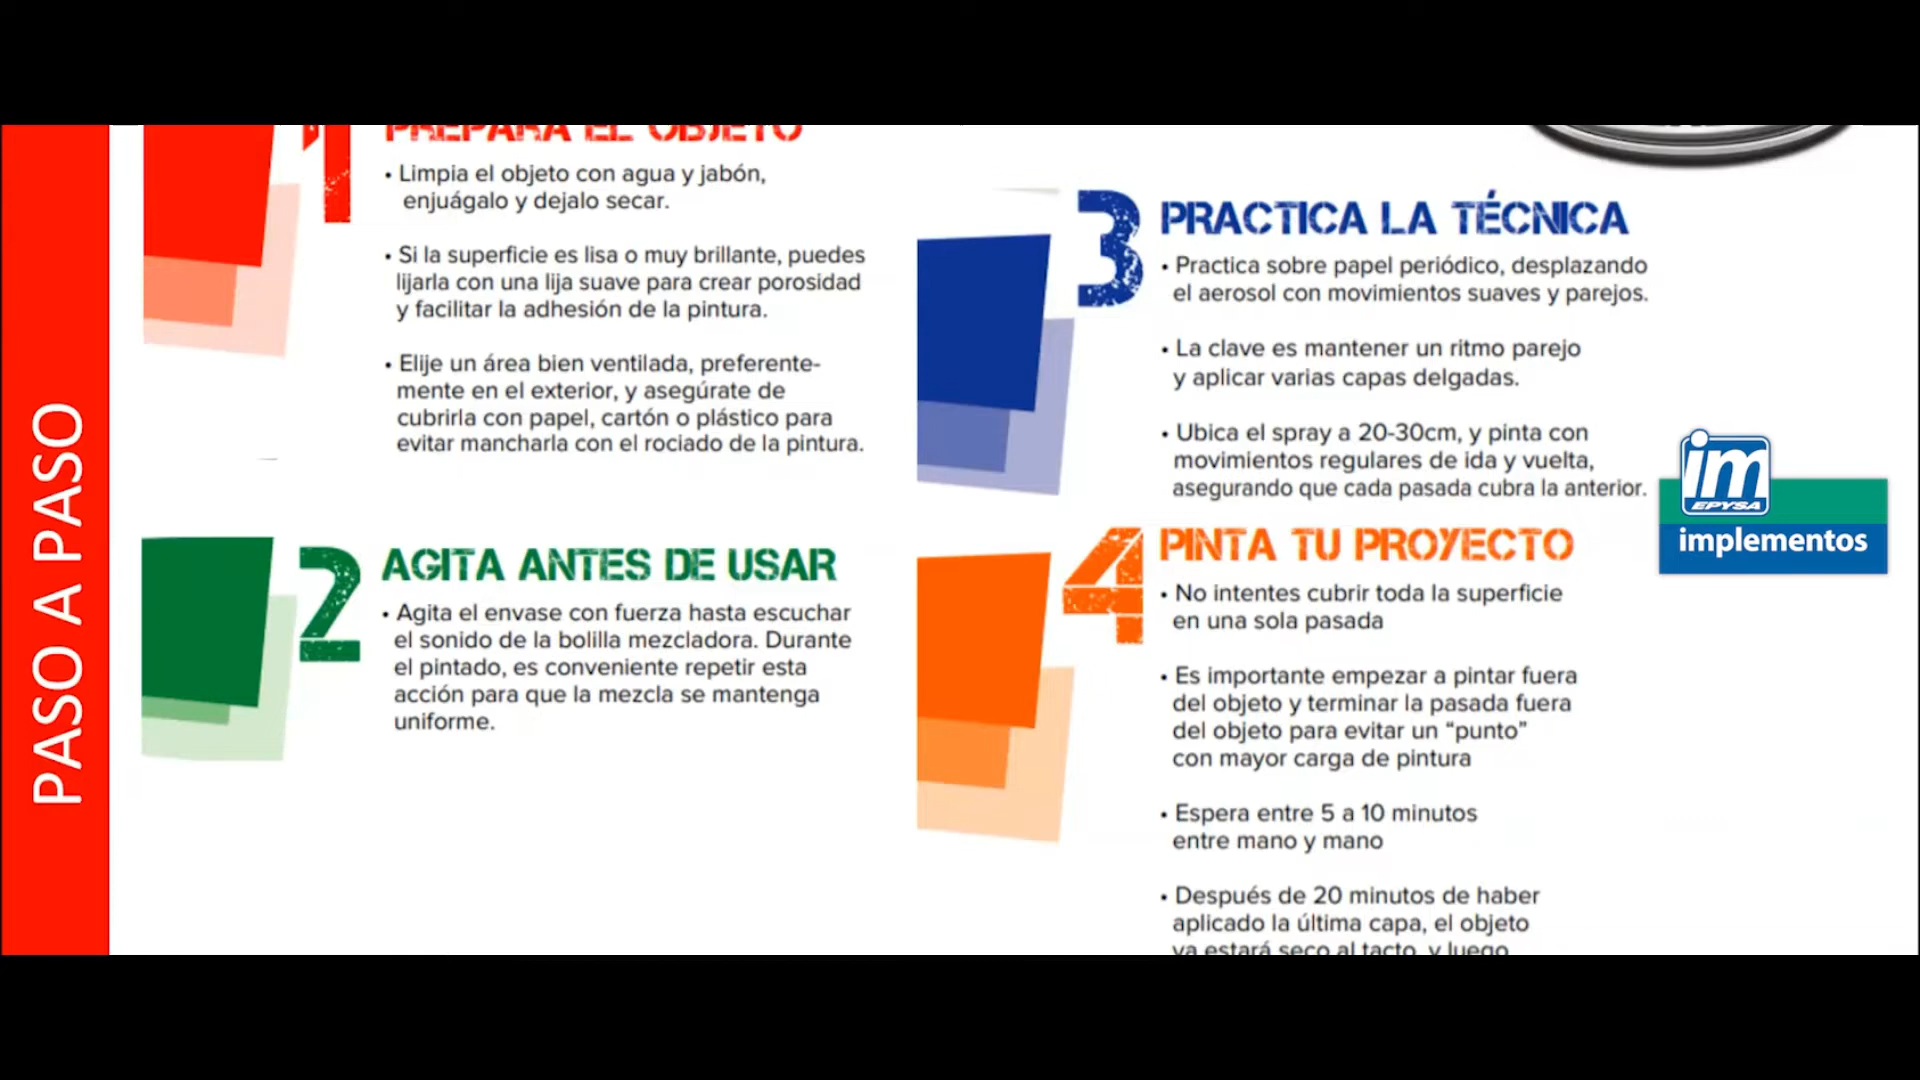 PASO A PASO
1
PREPARA EL OBJETO
• Limpia el objeto con agua y jabón,
enjuágalo y dejalo secar.
• Si la superficie es lisa o muy brillante, puedes
lijarla con una lija suave para crear porosidad
y facilitar la adhesión de la pintura.
• Elije un área bien ventilada, preferente-
mente en el exterior, y asegúrate de
cubrirla con papel, cartón o plástico para
evitar mancharla con el rociado de la pintura.
2
AGITA ANTES DE USAR
• Agita el envase con fuerza hasta escuchar
el sonido de la bolilla mezcladora. Durante
el pintado, es conveniente repetir esta
acción para que la mezcla se mantenga
uniforme.
3
PRACTICA LA TÉCNICA
• Practica sobre papel periódico, desplazando
el aerosol con movimientos suaves y parejos.
• La clave es mantener un ritmo parejo
y aplicar varias capas delgadas.
• Ubica el spray a 20-30cm, y pinta con
movimientos regulares de ida y vuelta,
asegurando que cada pasada cubra la anterior.
4
PINTA TU PROYECTO
• No intentes cubrir toda la superficie
en una sola pasada
• Es importante empezar a pintar fuera
del objeto y terminar la pasada fuera
del objeto para evitar un “punto”
con mayor carga de pintura
• Espera entre 5 a 10 minutos
entre mano y mano
• Después de 20 minutos de haber
aplicado la última capa, el objeto
ya estará seco al tacto, y luego
im
EPYSA
implementos